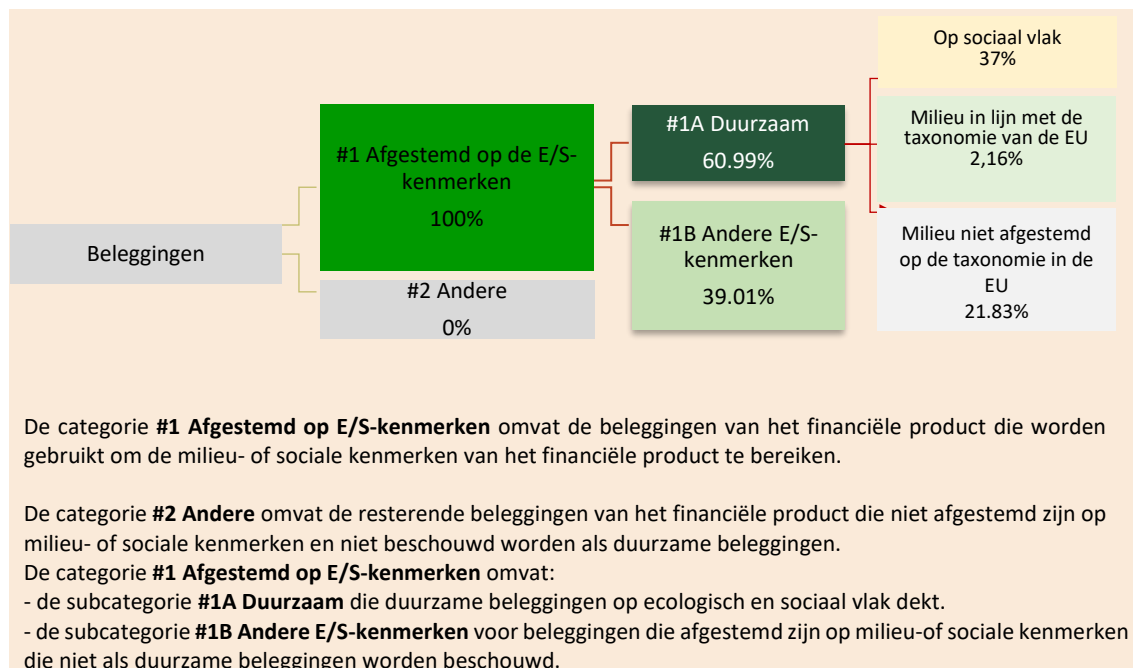 Beleggingen
#1 Afgestemd op de E/S-
kenmerken
100%
#2 Andere
0%
#1A Duurzaam
60.99%
#1B Andere E/S-
kenmerken
39.01%
Op sociaal vlak
37%
Milieu in lijn met de
taxonomie van de EU
2,16%
Milieu niet afgestemd
op de taxonomie in de
EU
21.83%
De categorie #1 Afgestemd op E/S-kenmerken omvat de beleggingen van het financiële product die worden
gebruikt om de milieu- of sociale kenmerken van het financiële product te bereiken.
De categorie #2 Andere omvat de resterende beleggingen van het financiële product die niet afgestemd zijn op
milieu- of sociale kenmerken en niet beschouwd worden als duurzame beleggingen.
De categorie #1 Afgestemd op E/S-kenmerken omvat:
- de subcategorie #1A Duurzaam die duurzame beleggingen op ecologisch en sociaal vlak dekt.
- de subcategorie #1B Andere E/S-kenmerken voor beleggingen die afgestemd zijn op milieu-of sociale kenmerken
die niet als duurzame beleggingen worden beschouwd.